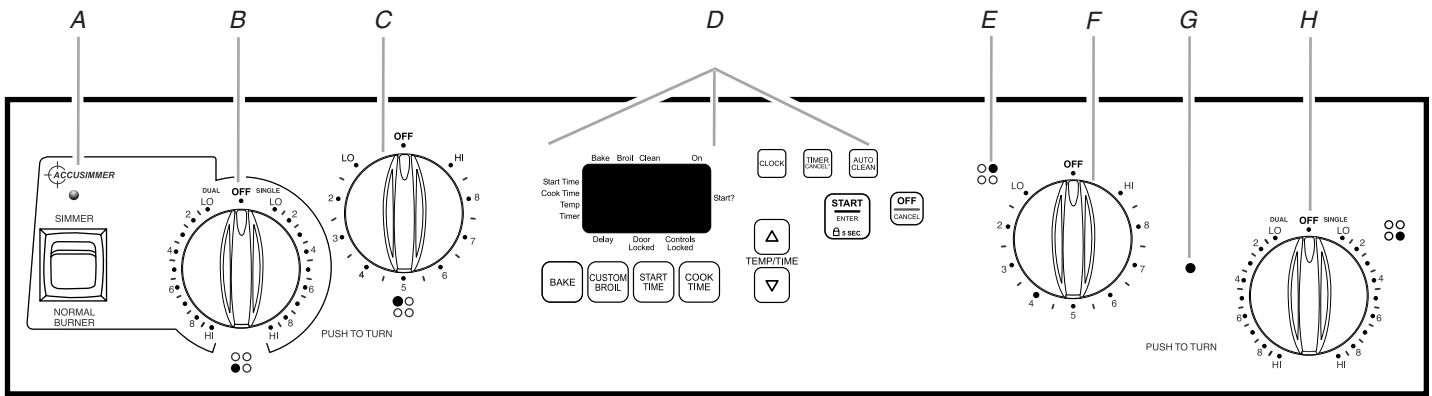 A B C D E F G H
ACCUSIMMER
SIMMER
NORMAL
BURNER
DUAL OFF SINGLE
LO LO
2 2
4 4
6 6
8 8
HI HI
PUSH TO TURN
OFF
LO HI
2 8
3 7
4 6
5
Bake Broil Clean On
Start Time
Cook Time
Temp
Timer
Start?
Delay Door Locked Controls Locked
BAKE
CUSTOM
BROIL
START
TIME
COOK
TIME
CLOCK
TIMER
CANCEL*
AUTO
CLEAN
START
ENTER
5 SEC
OFF
CANCEL
TEMP/TIME
OFF
LO HI
2 8
3 7
4 6
5
PUSH TO TURN
DUAL OFF SINGLE
LO LO
2 2
4 4
6 6
8 8
HI HI